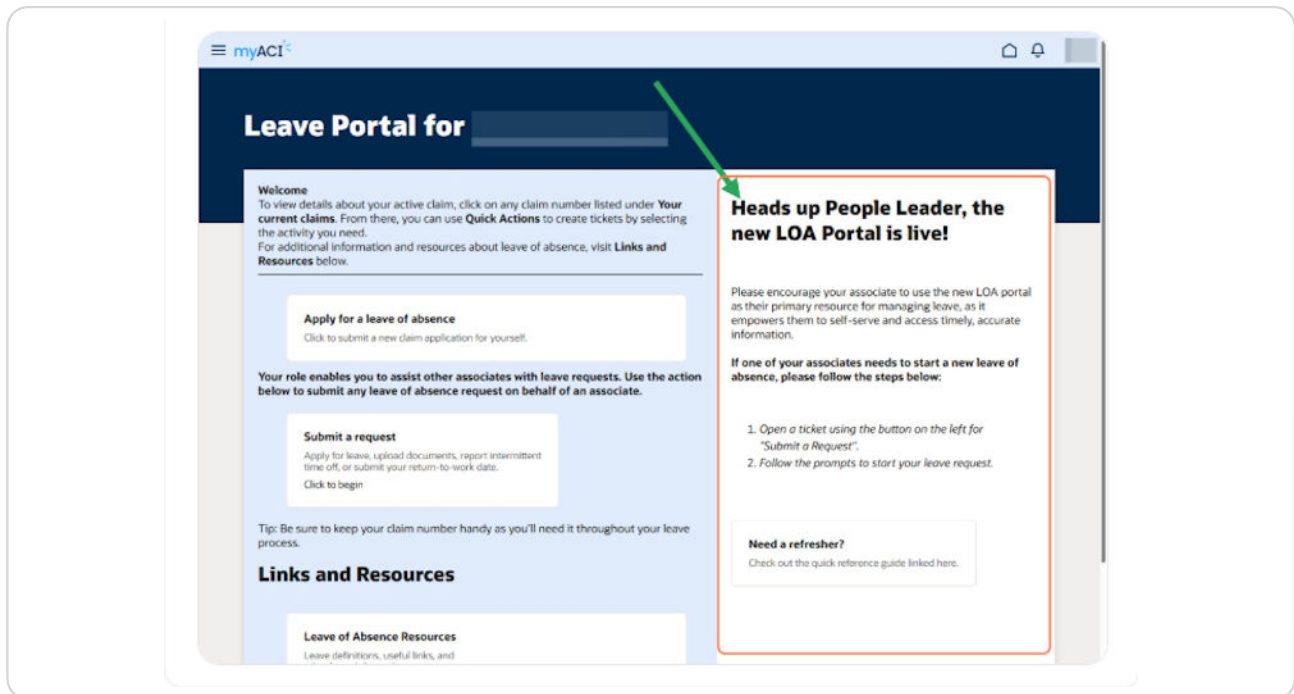 myACI
Leave Portal for
Welcome
To view details about your active claim, click on any claim number listed under Your
current claims. From there, you can use Quick Actions to create tickets by selecting
the activity you need.
For additional information and resources about leave of absence, visit Links and
Resources below.
Apply for a leave of absence
Click to submit a new claim application for yourself.
Your role enables you to assist other associates with leave requests. Use the action
below to submit any leave of absence request on behalf of an associate.
Submit a request
Apply for leave, upload documents, report intermittent
time off, or submit your return-to-work date.
Click to begin
Tip: Be sure to keep your claim number handy as you'll need it throughout your leave
process.
Links and Resources
Leave of Absence Resources
Leave definitions, useful links, and
Heads up People Leader, the
new LOA Portal is live!
Please encourage your associate to use the new LOA portal
as their primary resource for managing leave, as it
empowers them to self-serve and access timely, accurate
information.
If one of your associates needs to start a new leave of
absence, please follow the steps below:
1. Open a ticket using the button on the left for
"Submit a Request".
2. Follow the prompts to start your leave request.
Need a refresher?
Check out the quick reference guide linked here.